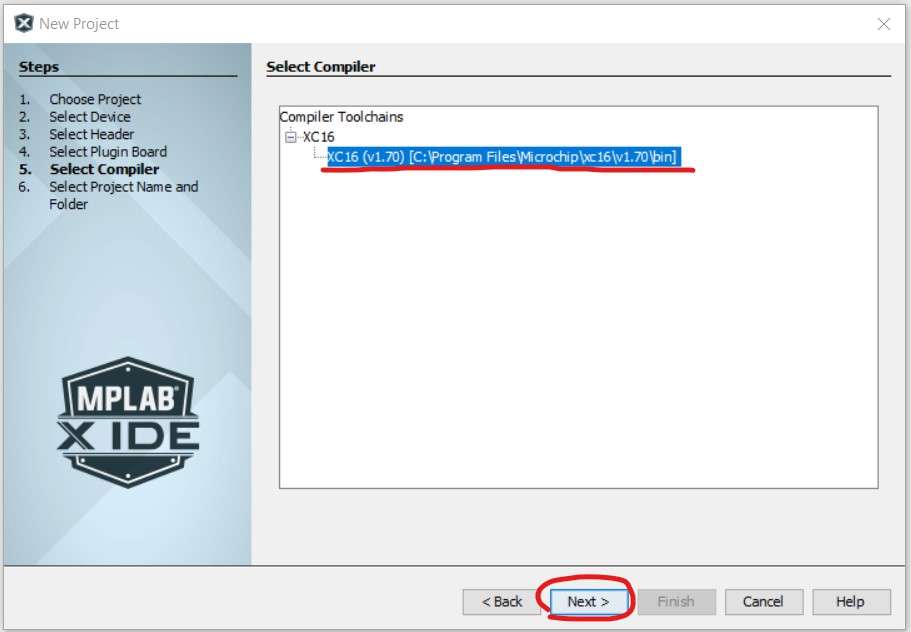 New Project
Steps
1. Choose Project
2. Select Device
3. Select Header
4. Select Plugin Board
5. Select Compiler
6. Select Project Name and
Folder
MPLAB®
X IDE
Select Compiler
Compiler Toolchains
XC16
XC16 (v1.70) [C:\Program Files\Microchip\xc16\v1.70\bin]
< Back
Next >
Finish
Cancel
Help